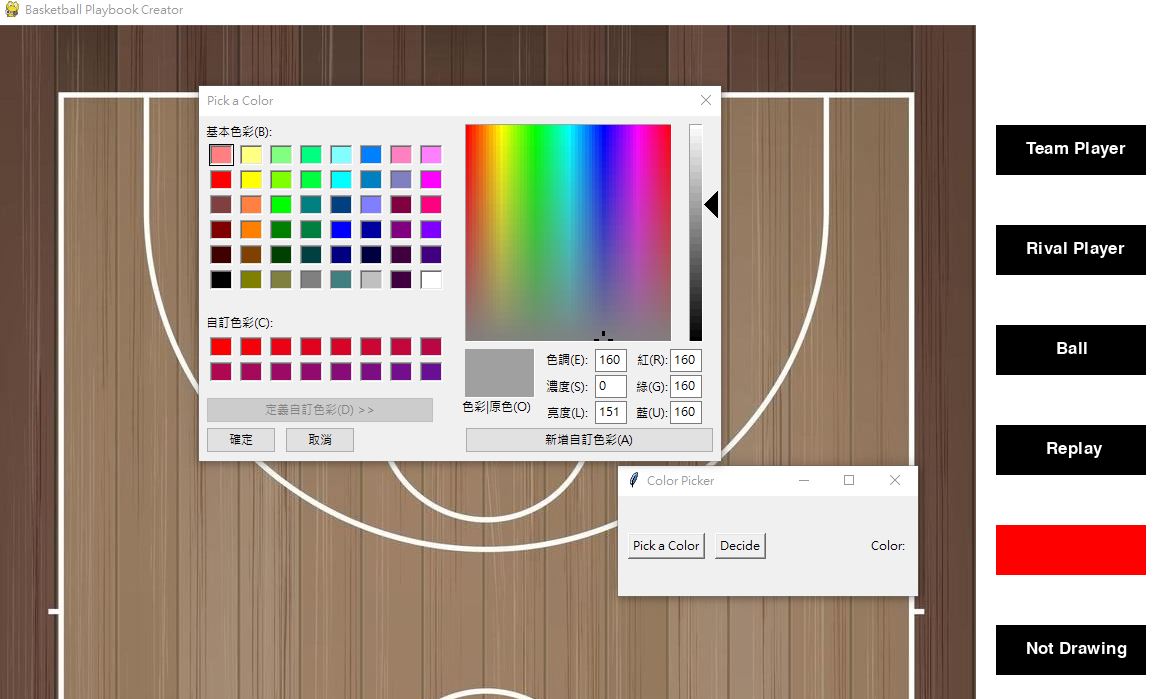 Basketball Playbook Creator
Pick a Color
基本色彩(B):
自訂色彩(C):
定義自訂色彩(D) >>
確定
取消
色彩|原色(O)
色調(E): 160
紅(R): 160
濃度(S): 0
綠(G): 160
亮度(L): 151
藍(U): 160
新增自訂色彩(A)
Color Picker
Pick a Color
Decide
Color:
Team Player
Rival Player
Ball
Replay
Not Drawing